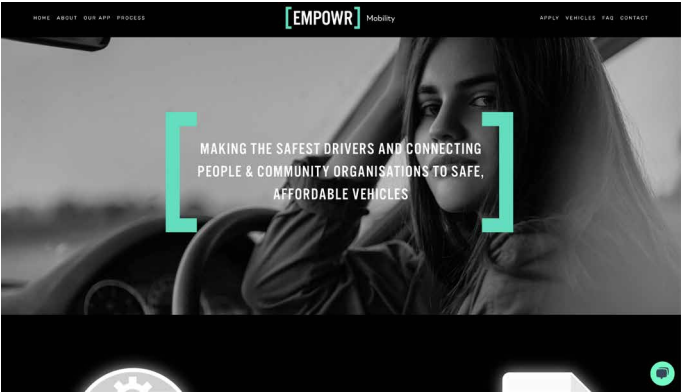 HOME ABOUT OUR APP PROCESS
[EMPOWR] Mobility
APPLY VEHICLES FAQ CONTACT
MAKING THE SAFEST DRIVERS AND CONNECTING
PEOPLE & COMMUNITY ORGANISATIONS TO SAFE,
AFFORDABLE VEHICLES